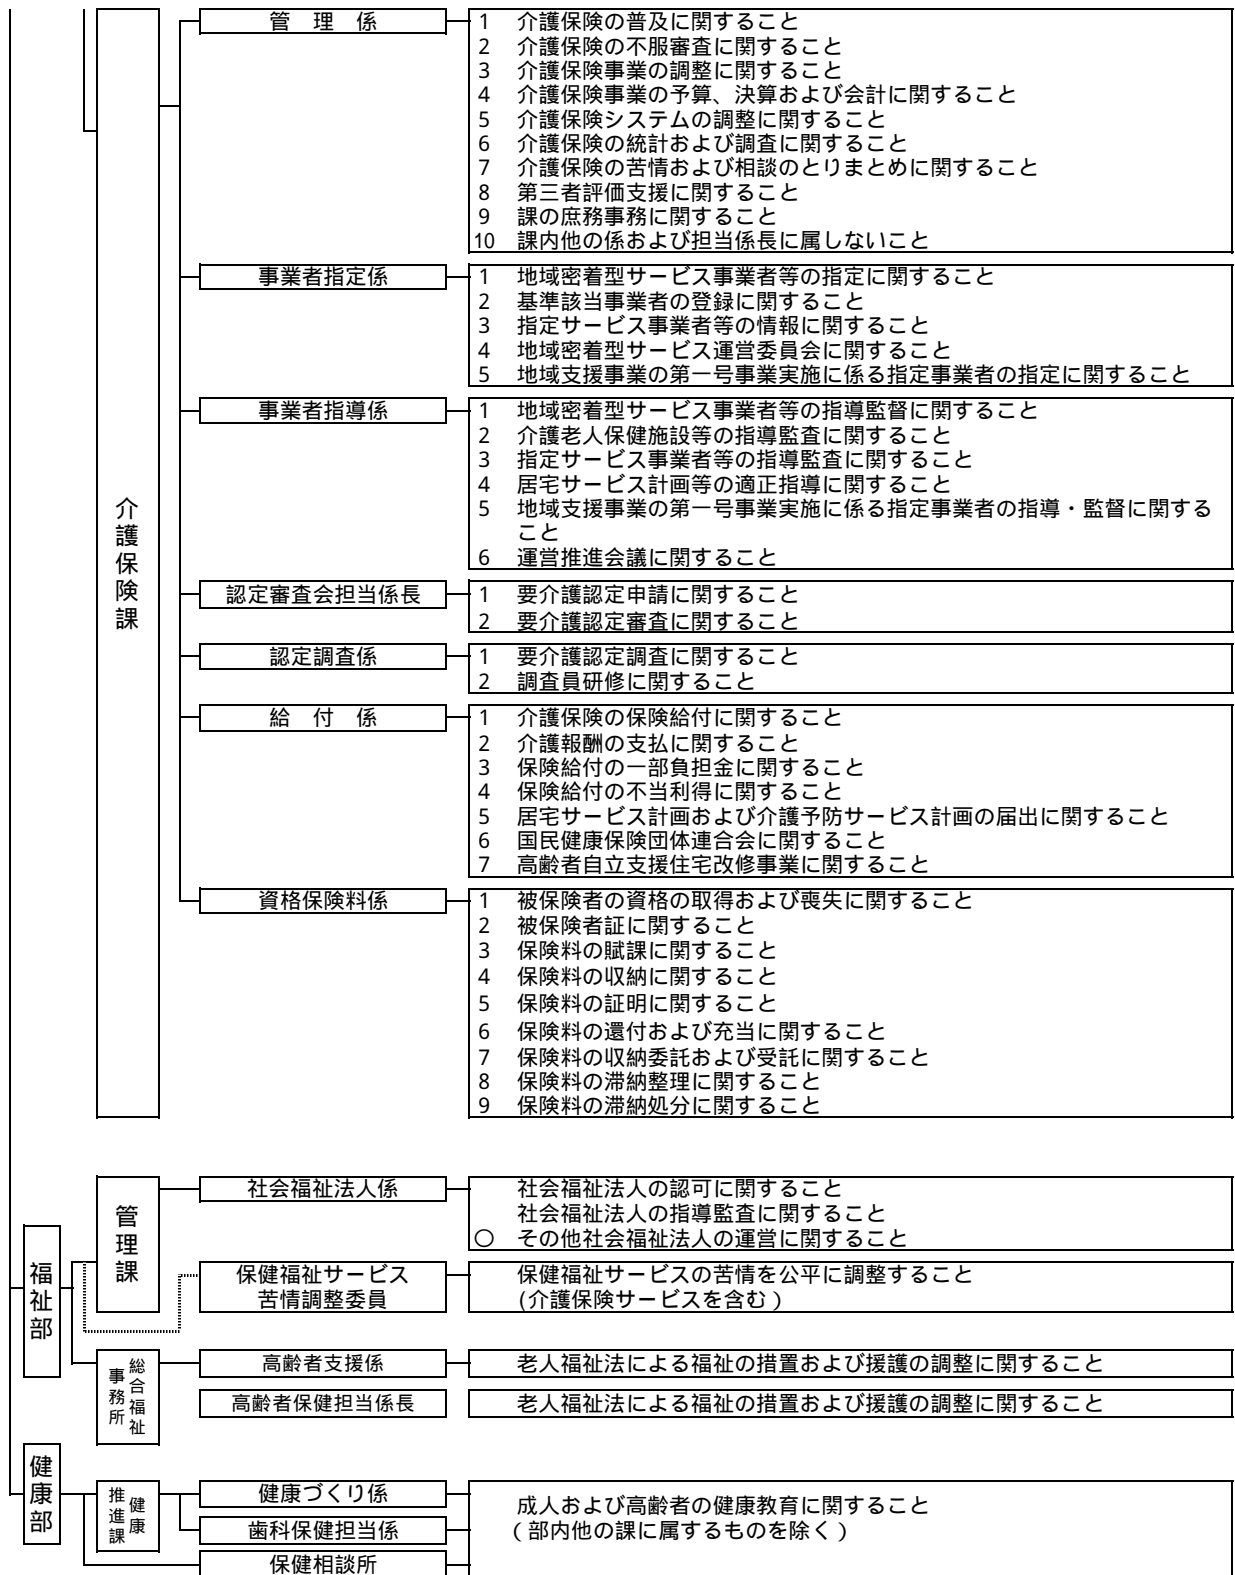 介護保険課
管　理　係
1　介護保険の普及に関すること
2　介護保険の不服審査に関すること
3　介護保険事業の調整に関すること
4　介護保険事業の予算、決算および会計に関すること
5　介護保険システムの調整に関すること
6　介護保険の統計および調査に関すること
7　介護保険の苦情および相談のとりまとめに関すること
8　第三者評価支援に関すること
9　課の庶務事務に関すること
10　課内他の係および担当係長に属しないこと
事業者指定係
1　地域密着型サービス事業者等の指定に関すること
2　基準該当事業者の登録に関すること
3　指定サービス事業者等の情報に関すること
4　地域密着型サービス運営委員会に関すること
5　地域支援事業の第一号事業実施に係る指定事業者の指定に関すること
事業者指導係
1　地域密着型サービス事業者等の指導監督に関すること
2　介護老人保健施設等の指導監査に関すること
3　指定サービス事業者等の指導監査に関すること
4　居宅サービス計画等の適正指導に関すること
5　地域支援事業の第一号事業実施に係る指定事業者の指導・監督に関する
こと
6　運営推進会議に関すること
認定審査会担当係長
1　要介護認定申請に関すること
2　要介護認定審査に関すること
認定調査係
1　要介護認定調査に関すること
2　調査員研修に関すること
給　付　係
1　介護保険の保険給付に関すること
2　介護報酬の支払に関すること
3　保険給付の一部負担金に関すること
4　保険給付の不当利得に関すること
5　居宅サービス計画および介護予防サービス計画の届出に関すること
6　国民健康保険団体連合会に関すること
7　高齢者自立支援住宅改修事業に関すること
資格保険料係
1　被保険者の資格の取得および喪失に関すること
2　被保険者証に関すること
3　保険料の賦課に関すること
4　保険料の収納に関すること
5　保険料の証明に関すること
6　保険料の還付および充当に関すること
7　保険料の収納委託および受託に関すること
8　保険料の滞納整理に関すること
9　保険料の滞納処分に関すること
福祉部
管理課
社会福祉法人係
社会福祉法人の認可に関すること
社会福祉法人の指導監査に関すること
○　その他社会福祉法人の運営に関すること
保健福祉サービス
苦情調整委員
保健福祉サービスの苦情を公平に調整すること
(介護保険サービスを含む)
総合福祉
事務所
高齢者支援係
老人福祉法による福祉の措置および援護の調整に関すること
高齢者保健担当係長
老人福祉法による福祉の措置および援護の調整に関すること
健康部
健康
推進課
健康づくり係
歯科保健担当係
保健相談所
成人および高齢者の健康教育に関すること
(部内他の課に属するものを除く)